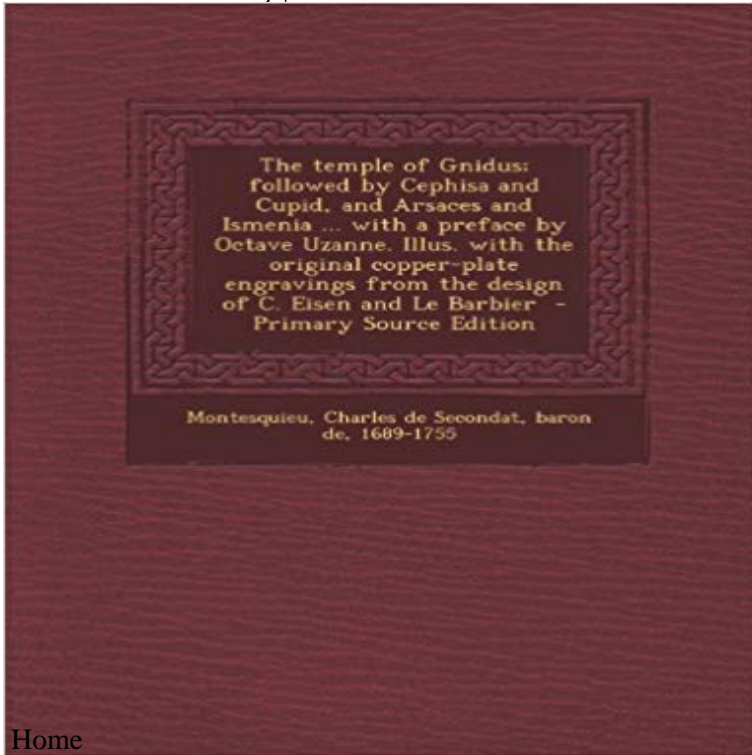 The temple of Gnidus;
followed by Cephisa and
Cupid, and Arsaces and
Ismenia ... with a preface by
Octave Uzanne. Illus. with the
original copper-plate
engravings from the design
of C. Eisen and Le Barbier -
Primary Source Edition
Montesquieu, Charles de Secondat, baron
de, 1689-1755
Home